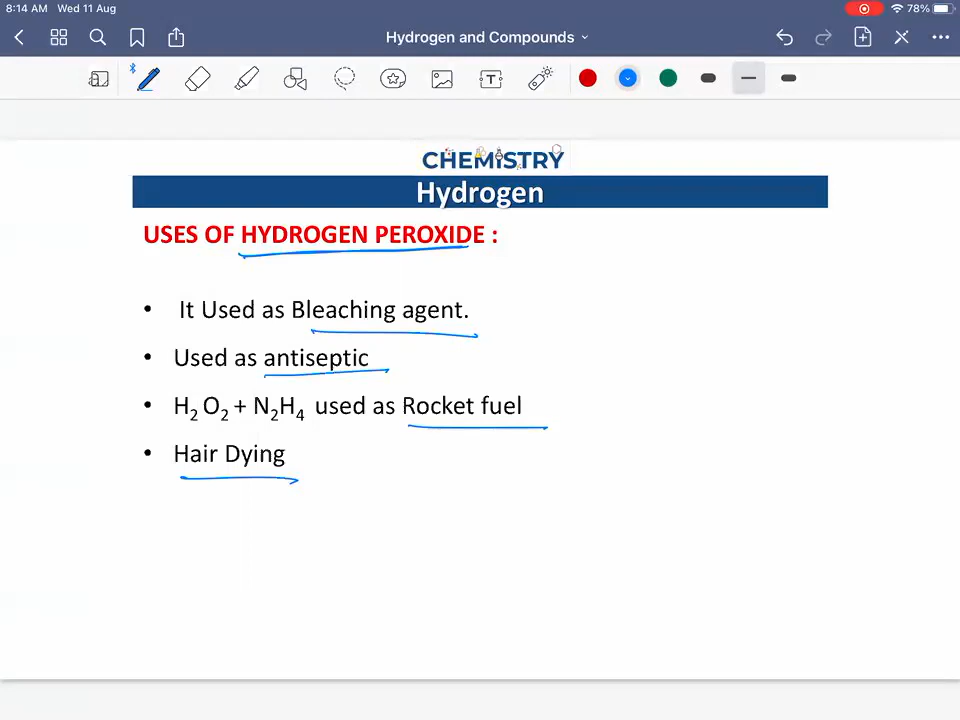 8:14 AM Wed 11 Aug 78%
Hydrogen and Compounds
T
CHEMISTRY
Hydrogen
USES OF HYDROGEN PEROXIDE :
• It Used as Bleaching agent.
• Used as antiseptic
• H₂ O₂ + N₂H₄ used as Rocket fuel
• Hair Dying